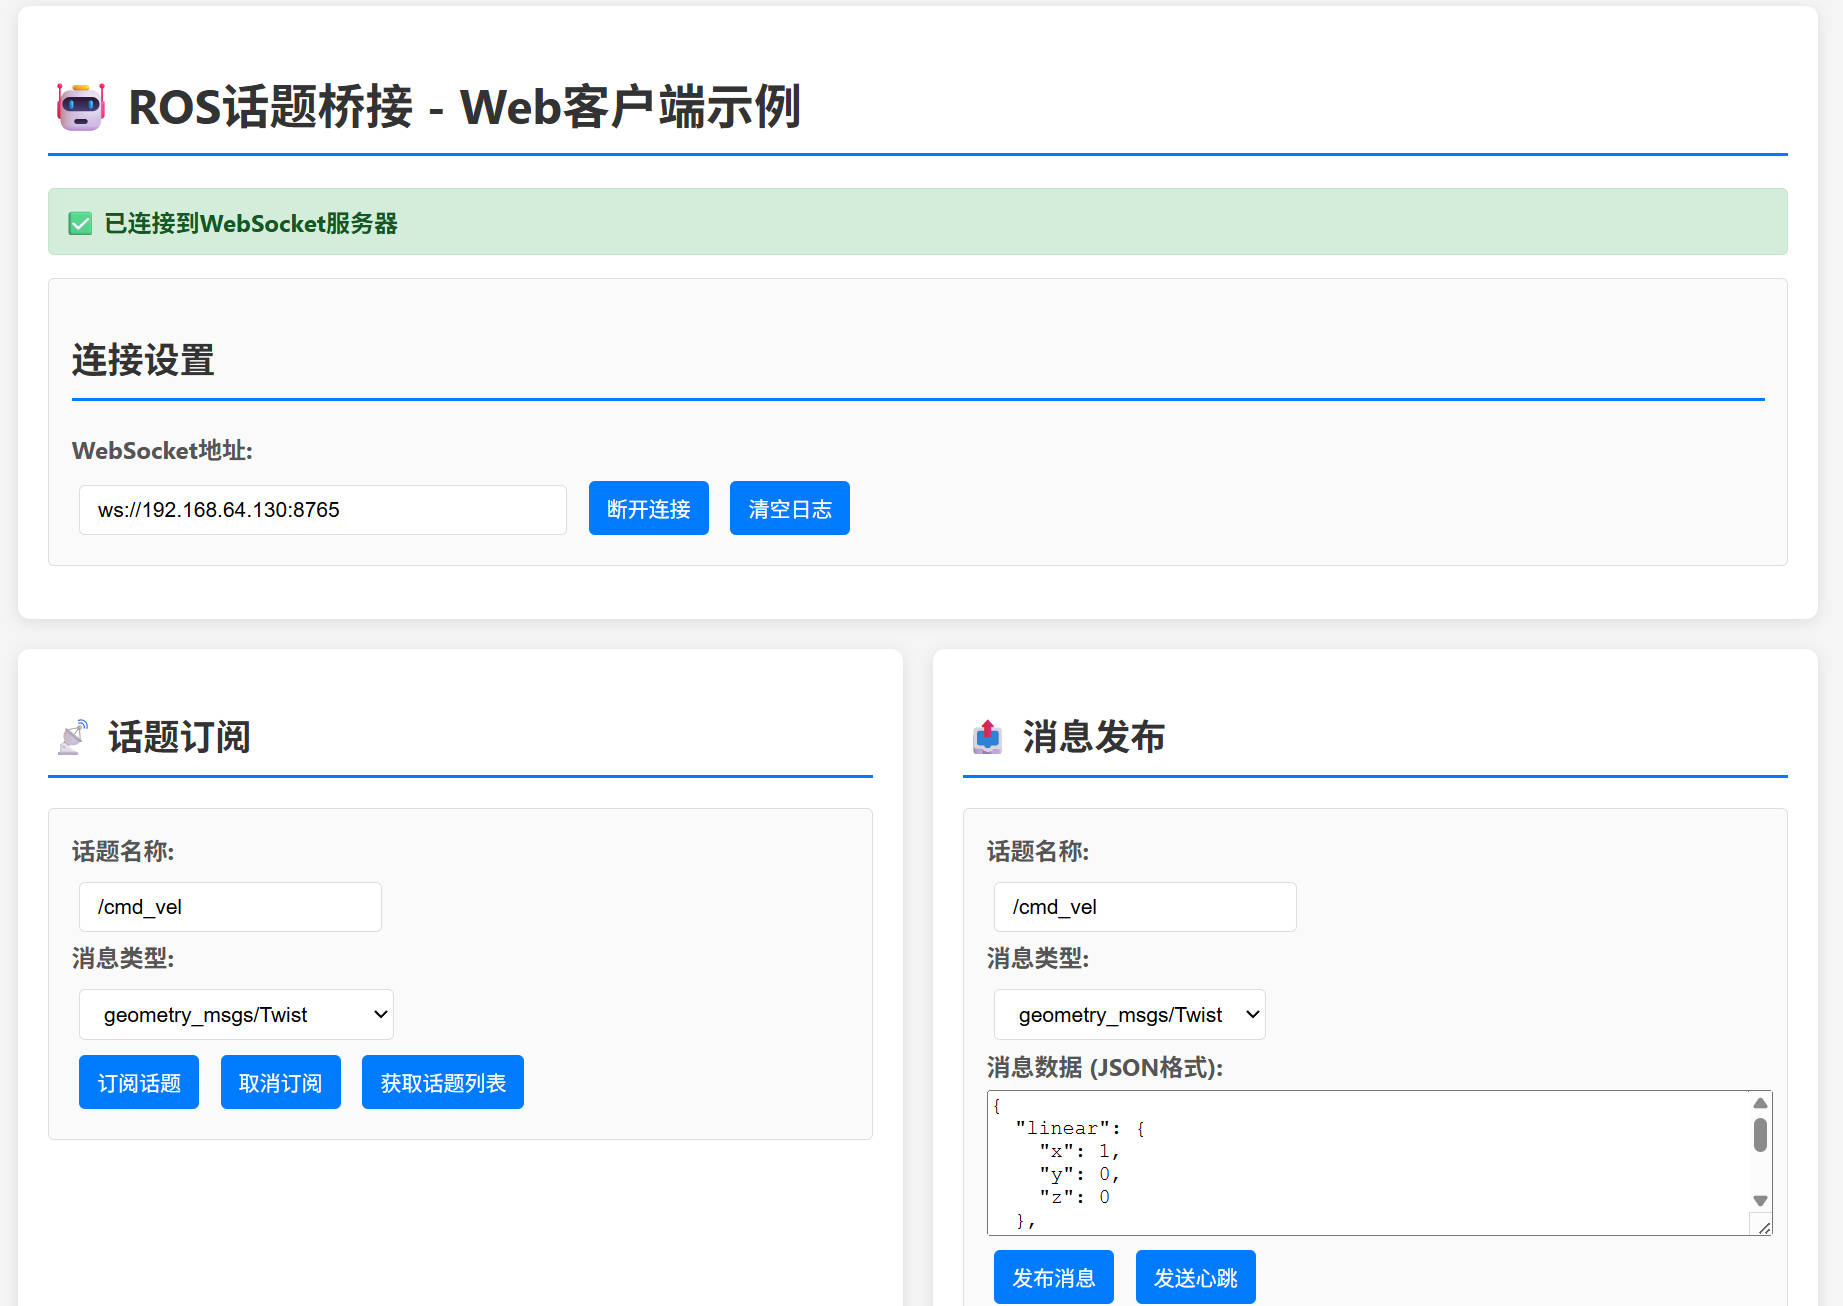 ROS话题桥接 - Web客户端示例
已连接到WebSocket服务器
连接设置
WebSocket地址:
ws://192.168.64.130:8765 断开连接 清空日志
话题订阅
话题名称:
/cmd_vel
消息类型:
geometry_msgs/Twist
订阅话题 取消订阅 获取话题列表
消息发布
话题名称:
/cmd_vel
消息类型:
geometry_msgs/Twist
消息数据 (JSON格式):
{
"linear": {
"x": 1,
"y": 0,
"z": 0
},
发布消息 发送心跳